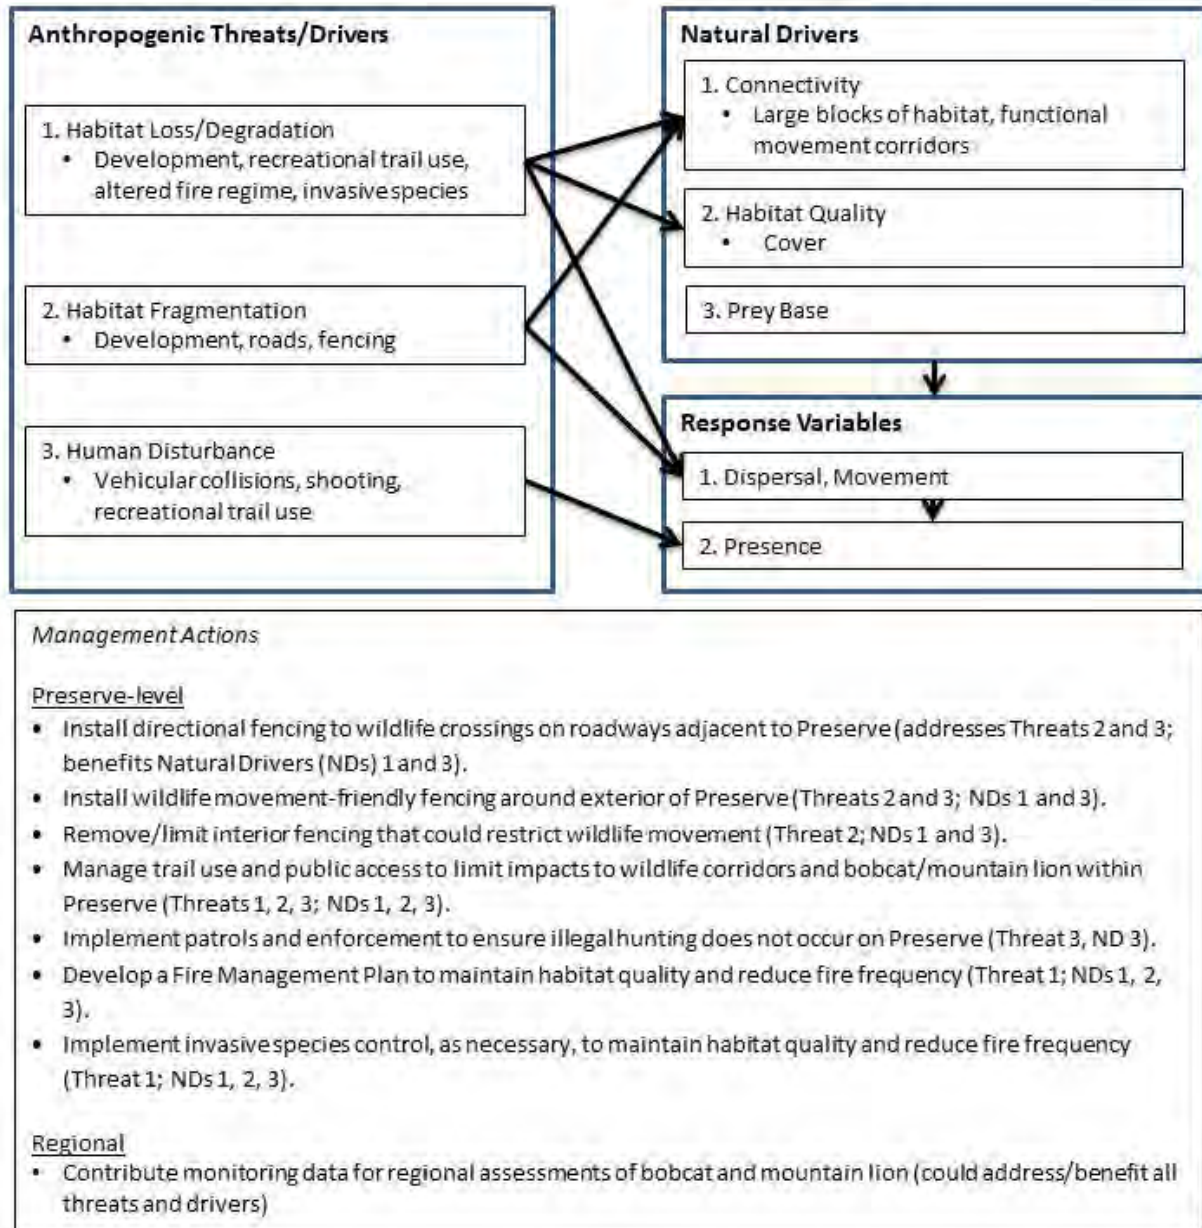 Anthropogenic Threats/Drivers
1. Habitat Loss/Degradation
• Development, recreational trail use,
altered fire regime, invasive species
2. Habitat Fragmentation
• Development, roads, fencing
3. Human Disturbance
• Vehicular collisions, shooting,
recreational trail use
Natural Drivers
1. Connectivity
• Large blocks of habitat, functional
movement corridors
2. Habitat Quality
• Cover
3. Prey Base
Response Variables
1. Dispersal, Movement
2. Presence
Management Actions
Preserve-level
• Install directional fencing to wildlife crossings on roadways adjacent to Preserve (addresses Threats 2 and 3;
benefits Natural Drivers (NDs) 1 and 3).
• Install wildlife movement-friendly fencing around exterior of Preserve (Threats 2 and 3; NDs 1 and 3).
• Remove/limit interior fencing that could restrict wildlife movement (Threat 2; NDs 1 and 3).
• Manage trail use and public access to limit impacts to wildlife corridors and bobcat/mountain lion within
Preserve (Threats 1, 2, 3; NDs 1, 2, 3).
• Implement patrols and enforcement to ensure illegal hunting does not occur on Preserve (Threat 3, ND 3).
• Develop a Fire Management Plan to maintain habitat quality and reduce fire frequency (Threat 1; NDs 1, 2,
3).
• Implement invasive species control, as necessary, to maintain habitat quality and reduce fire frequency
(Threat 1; NDs 1, 2, 3).
Regional
• Contribute monitoring data for regional assessments of bobcat and mountain lion (could address/benefit all
threats and drivers)